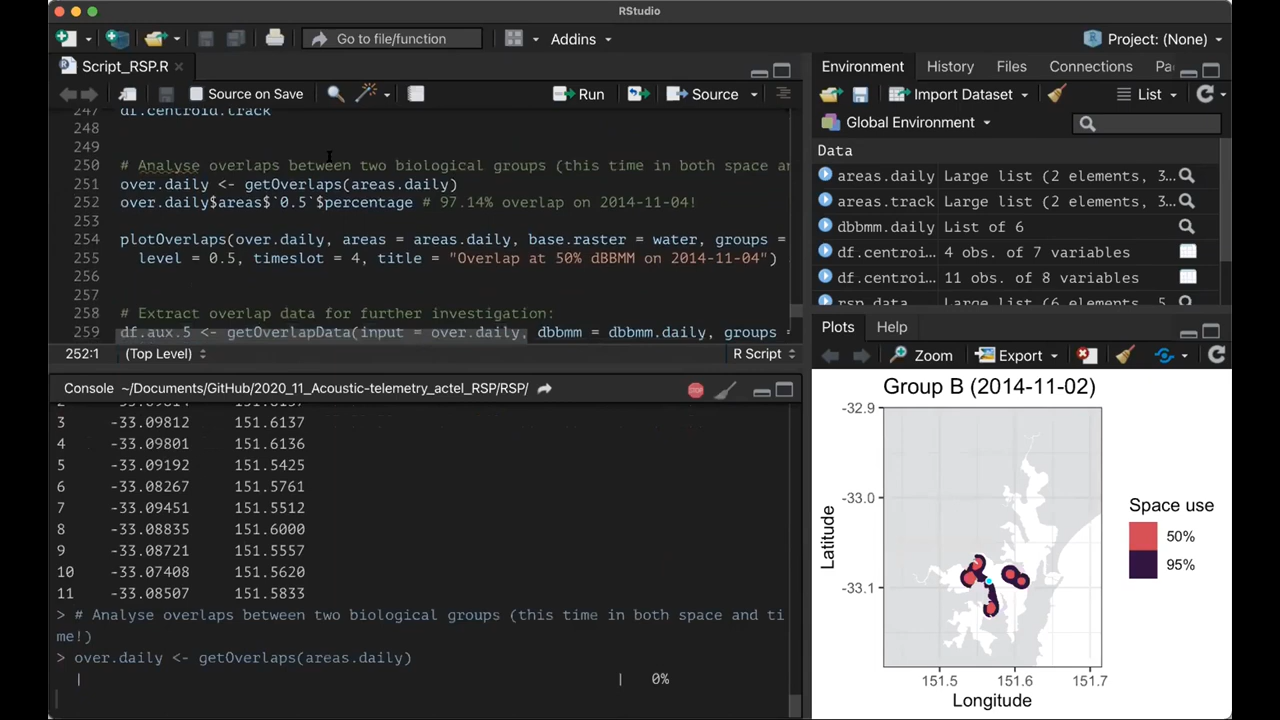 RStudio
Go to file/function
Addins
Project: (None)
Script_RSP.R
Source on Save
Run
Source
247 df.centroid.track
248
249
250 # Analyse overlaps between two biological groups (this time in both space an
251 over.daily <- getOverlaps(areas.daily)
252 over.daily$areas$`0.5`$percentage # 97.14% overlap on 2014-11-04!
253
254 plotOverlaps(over.daily, areas = areas.daily, base.raster = water, groups =
255 level = 0.5, timeslot = 4, title = "Overlap at 50% dBBMM on 2014-11-04")
256
257
258 # Extract overlap data for further investigation:
259 df.aux.5 <- getOverlapData(input = over.daily, dbbmm = dbbmm.daily, groups =
252:1 (Top Level) R Script
Console ~/Documents/GitHub/2020_11_Acoustic-telemetry_actel_RSP/RSP/
3 -33.09812 151.6137
4 -33.09801 151.6136
5 -33.09192 151.5425
6 -33.08267 151.5761
7 -33.09451 151.5512
8 -33.08835 151.6000
9 -33.08721 151.5557
10 -33.07408 151.5620
11 -33.08507 151.5833
> # Analyse overlaps between two biological groups (this time in both space and ti
me!)
> over.daily <- getOverlaps(areas.daily)
| | 0%
Environment History Files Connections Pa
Import Dataset List
Global Environment
Data
areas.daily Large list (2 elements, 3...
areas.track Large list (2 elements, 3...
dbbmm.daily List of 6
df.centroi... 4 obs. of 7 variables
df.centroi... 11 obs. of 8 variables
rsp.data Large list (6 elements, 5
Plots Help
Zoom Export
Group B (2014-11-02)
-32.9
-33.0
-33.1
Latitude
151.5 151.6 151.7
Longitude
Space use
50%
95%